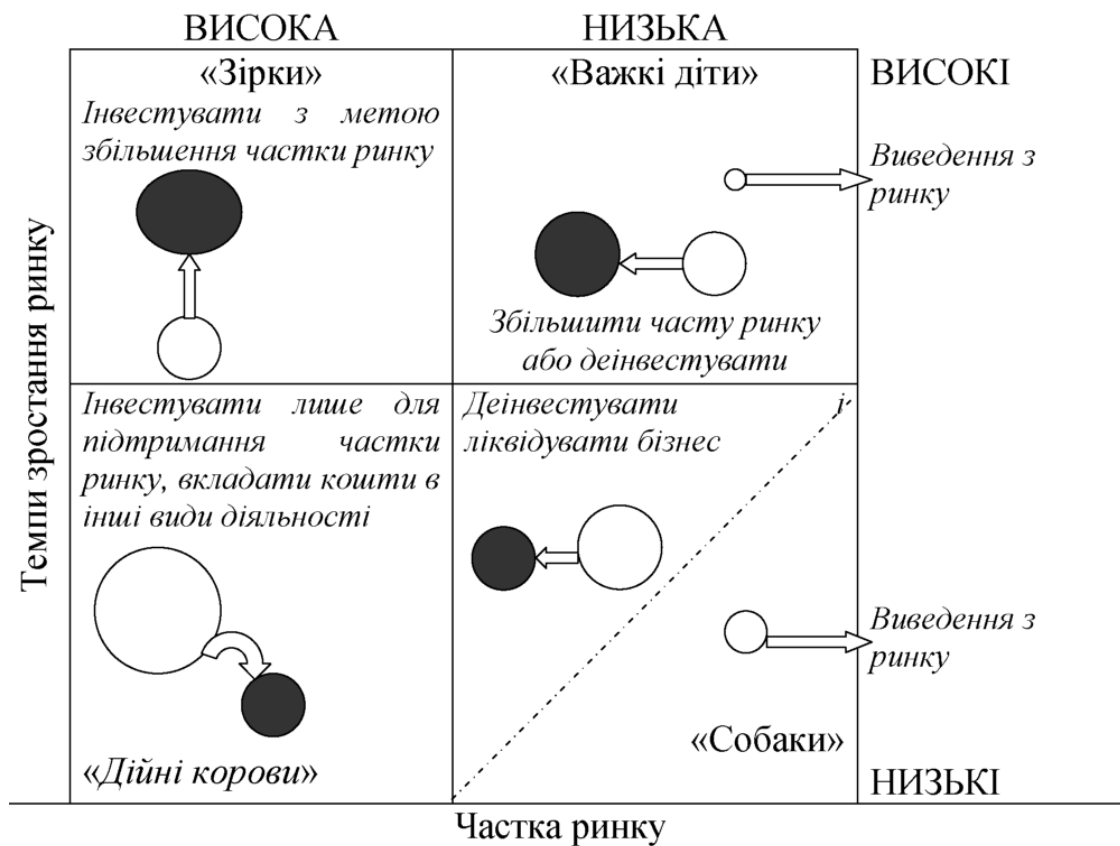 ВИСОКА
НИЗЬКА
«Зірки»
Інвестувати з метою
збільшення частки ринку
«Важкі діти»
Збільшити часту ринку
або деінвестувати
ВИСОКІ
Виведення з
ринку
Інвестувати лише для
підтримання частки
ринку, вкладати кошти в
інші види діяльності
«Дійні корови»
Деінвестувати і
ліквідувати бізнес
«Собаки»
Виведення з
ринку
НИЗЬКІ
Темпи зростання ринку
Частка ринку